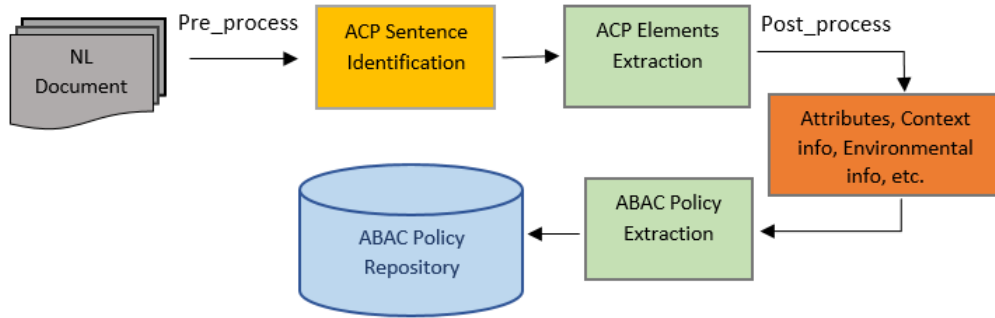 NL
Document
Pre_process
ACP Sentence
Identification
ACP Elements
Extraction
Post_process
Attributes, Context
info, Environmental
info, etc.
ABAC Policy
Extraction
ABAC Policy
Repository